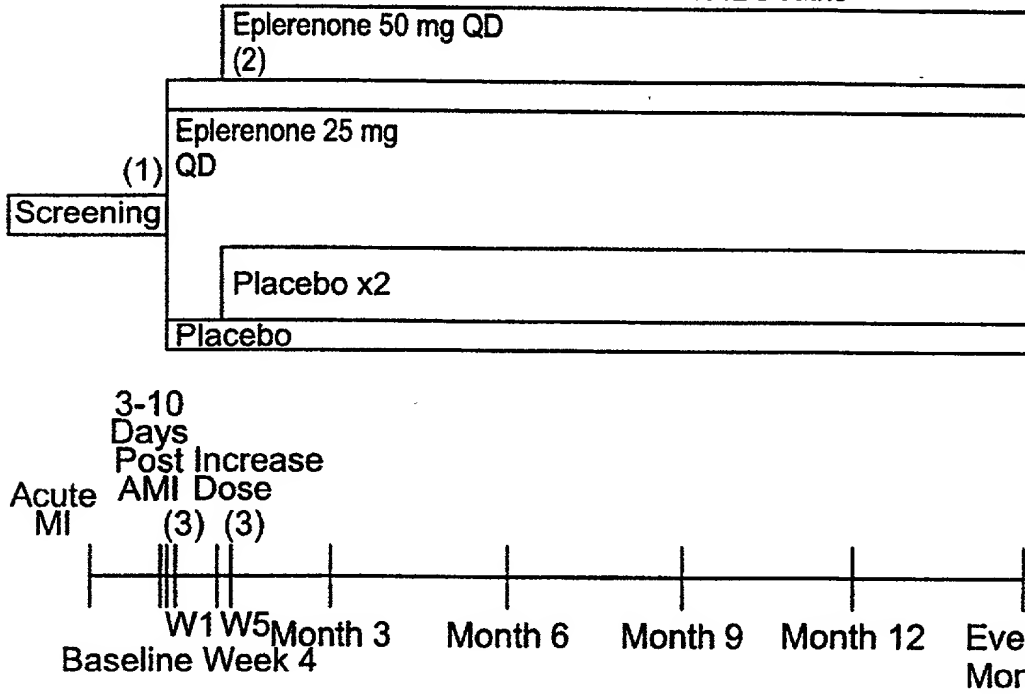 Eplerenone 50 mg QD
(2)
Eplerenone 25 mg
QD
(1)
Screening
Placebo x2
Placebo
3-10
Days
Post Increase
AMI Dose
Acute
MI
(3) (3)
W1 W5 Month 3 Month 6 Month 9 Month 12 Eve
Baseline Week 4 Mon